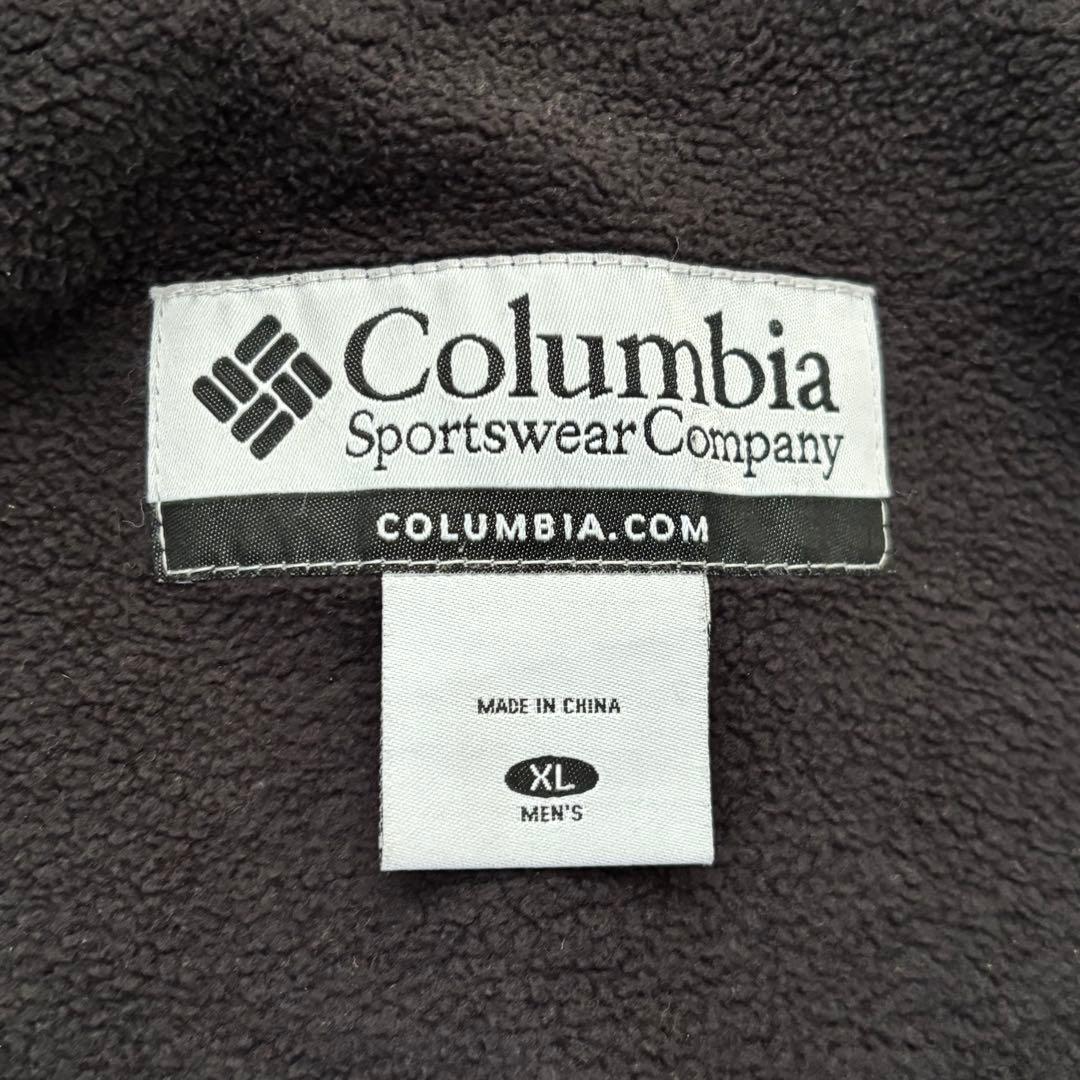 Columbia
Sportswear Company
COLUMBIA.COM
MADE IN CHINA
XL
MEN'S